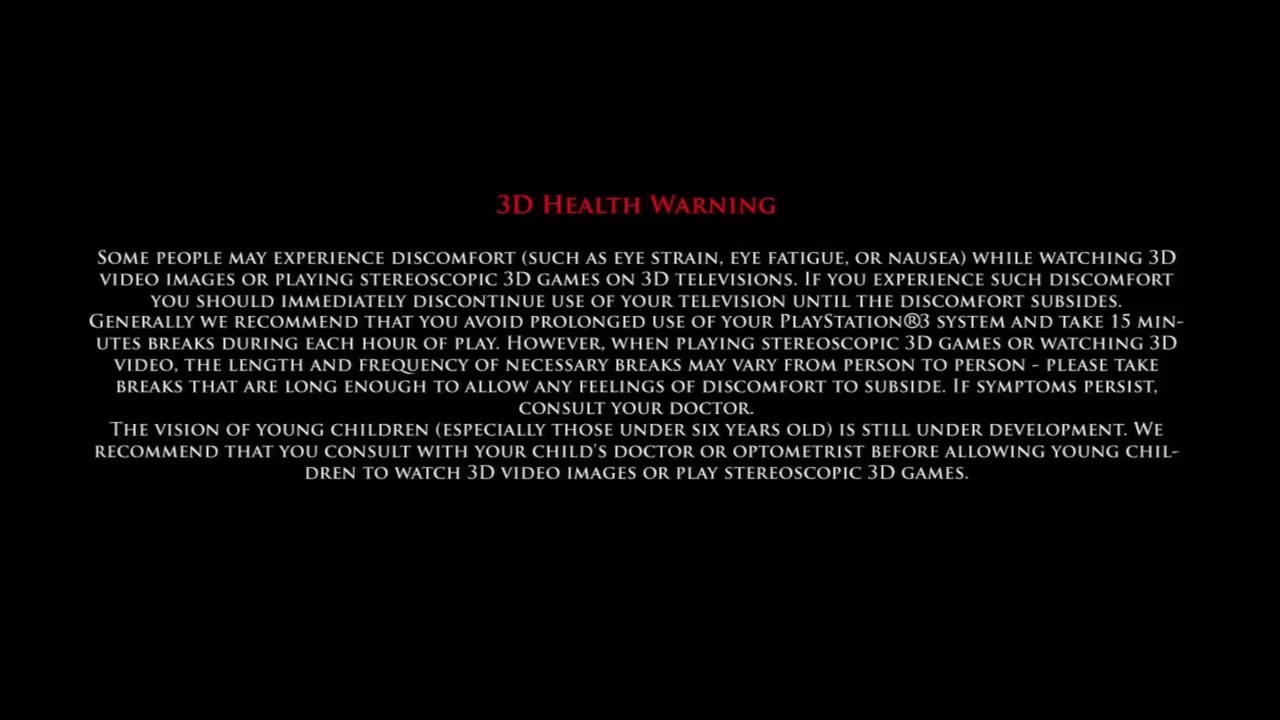 3D Health Warning
Some people may experience discomfort (such as eye strain, eye fatigue, or nausea) while watching 3D
video images or playing stereoscopic 3D games on 3D televisions. If you experience such discomfort
you should immediately discontinue use of your television until the discomfort subsides.
Generally we recommend that you avoid prolonged use of your PlayStation®3 system and take 15 min-
utes breaks during each hour of play. However, when playing stereoscopic 3D games or watching 3D
video, the length and frequency of necessary breaks may vary from person to person - please take
breaks that are long enough to allow any feelings of discomfort to subside. If symptoms persist,
consult your doctor.
The vision of young children (especially those under six years old) is still under development. We
recommend that you consult with your child's doctor or optometrist before allowing young chil-
dren to watch 3D video images or play stereoscopic 3D games.